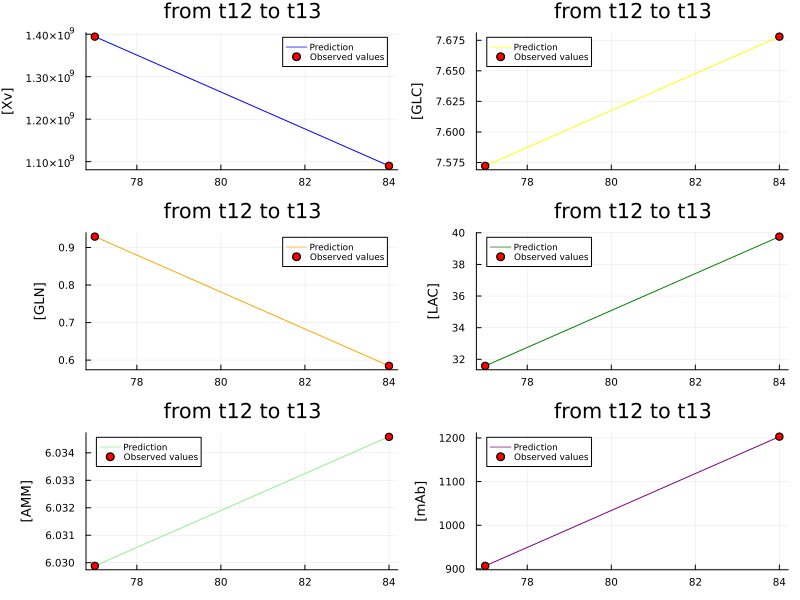 from t12 to t13
[Xv]
1.40×10⁹
1.30×10⁹
1.20×10⁹
1.10×10⁹
78 80 82 84
Prediction
Observed values
from t12 to t13
[GLC]
7.675
7.650
7.625
7.600
7.575
78 80 82 84
Prediction
Observed values
from t12 to t13
[GLN]
0.9
0.8
0.7
0.6
78 80 82 84
Prediction
Observed values
from t12 to t13
[LAC]
40
38
36
34
32
78 80 82 84
Prediction
Observed values
from t12 to t13
[AMM]
6.034
6.033
6.032
6.031
6.030
78 80 82 84
Prediction
Observed values
from t12 to t13
[mAb]
1200
1100
1000
900
78 80 82 84
Prediction
Observed values